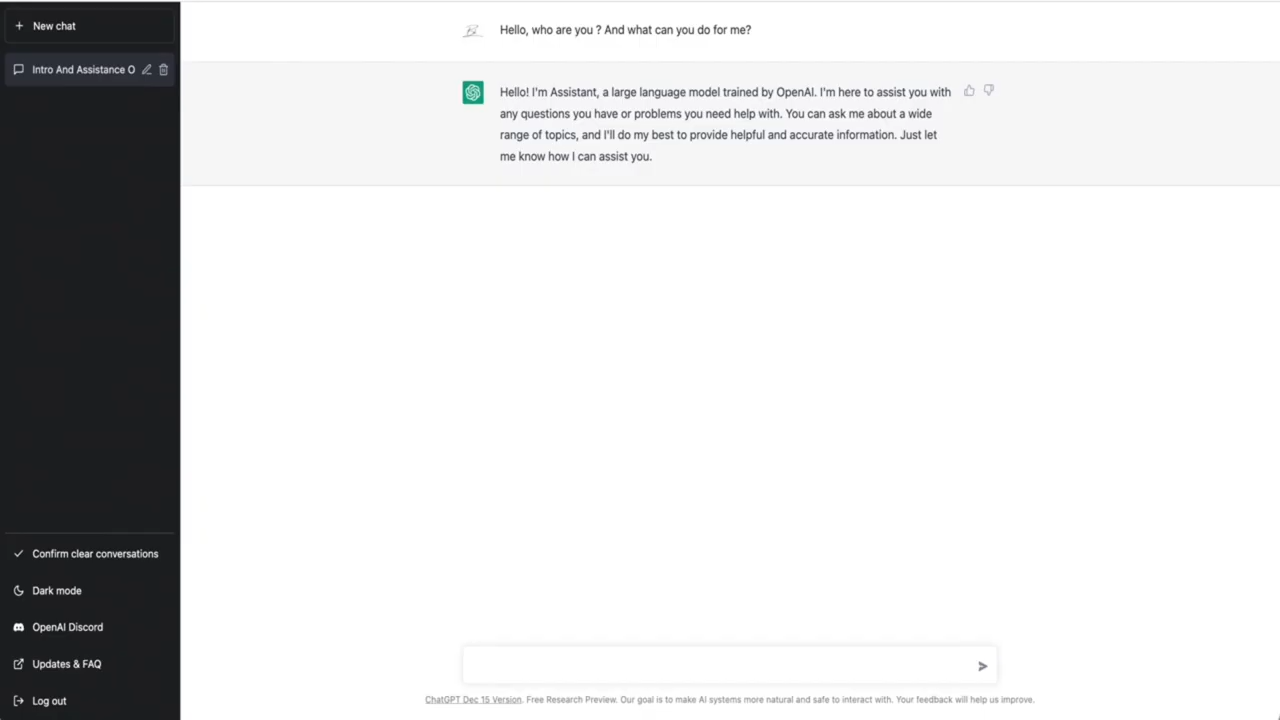 New chat
Intro And Assistance O
Confirm clear conversations
Dark mode
OpenAI Discord
Updates & FAQ
Log out
Hello, who are you ? And what can you do for me?
Hello! I'm Assistant, a large language model trained by OpenAI. I'm here to assist you with
any questions you have or problems you need help with. You can ask me about a wide
range of topics, and I'll do my best to provide helpful and accurate information. Just let
me know how I can assist you.
ChatGPT Dec 15 Version. Free Research Preview. Our goal is to make AI systems more natural and safe to interact with. Your feedback will help us improve.